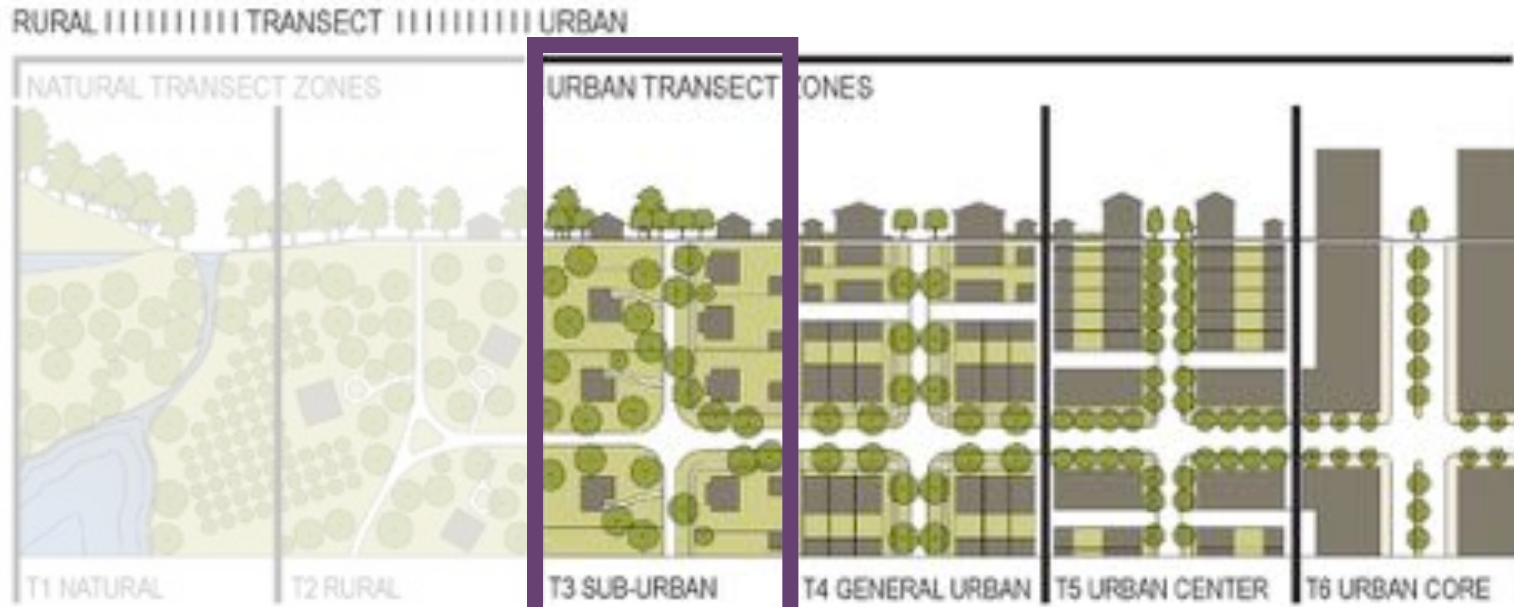 RURAL IIIIIIIIII TRANSECT IIIIIIIIII URBAN
NATURAL TRANSECT ZONES
URBAN TRANSECT ZONES
T1 NATURAL
T2 RURAL
T3 SUB-URBAN
T4 GENERAL URBAN
T5 URBAN CENTER
T6 URBAN CORE